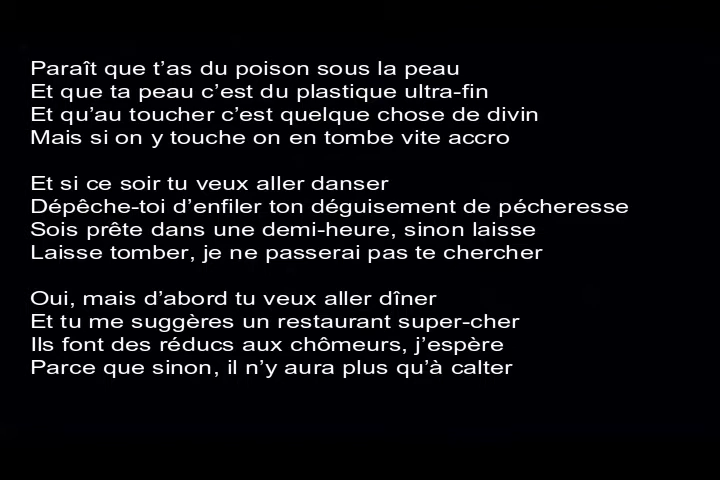 Paraît que t’as du poison sous la peau
Et que ta peau c’est du plastique ultra-fin
Et qu’au toucher c’est quelque chose de divin
Mais si on y touche on en tombe vite accro
Et si ce soir tu veux aller danser
Dépêche-toi d’enfiler ton déguisement de pécheresse
Sois prête dans une demi-heure, sinon laisse
Laisse tomber, je ne passerai pas te chercher
Oui, mais d’abord tu veux aller dîner
Et tu me suggères un restaurant super-cher
Ils font des réducs aux chômeurs, j’espère
Parce que sinon, il n’y aura plus qu’à calter